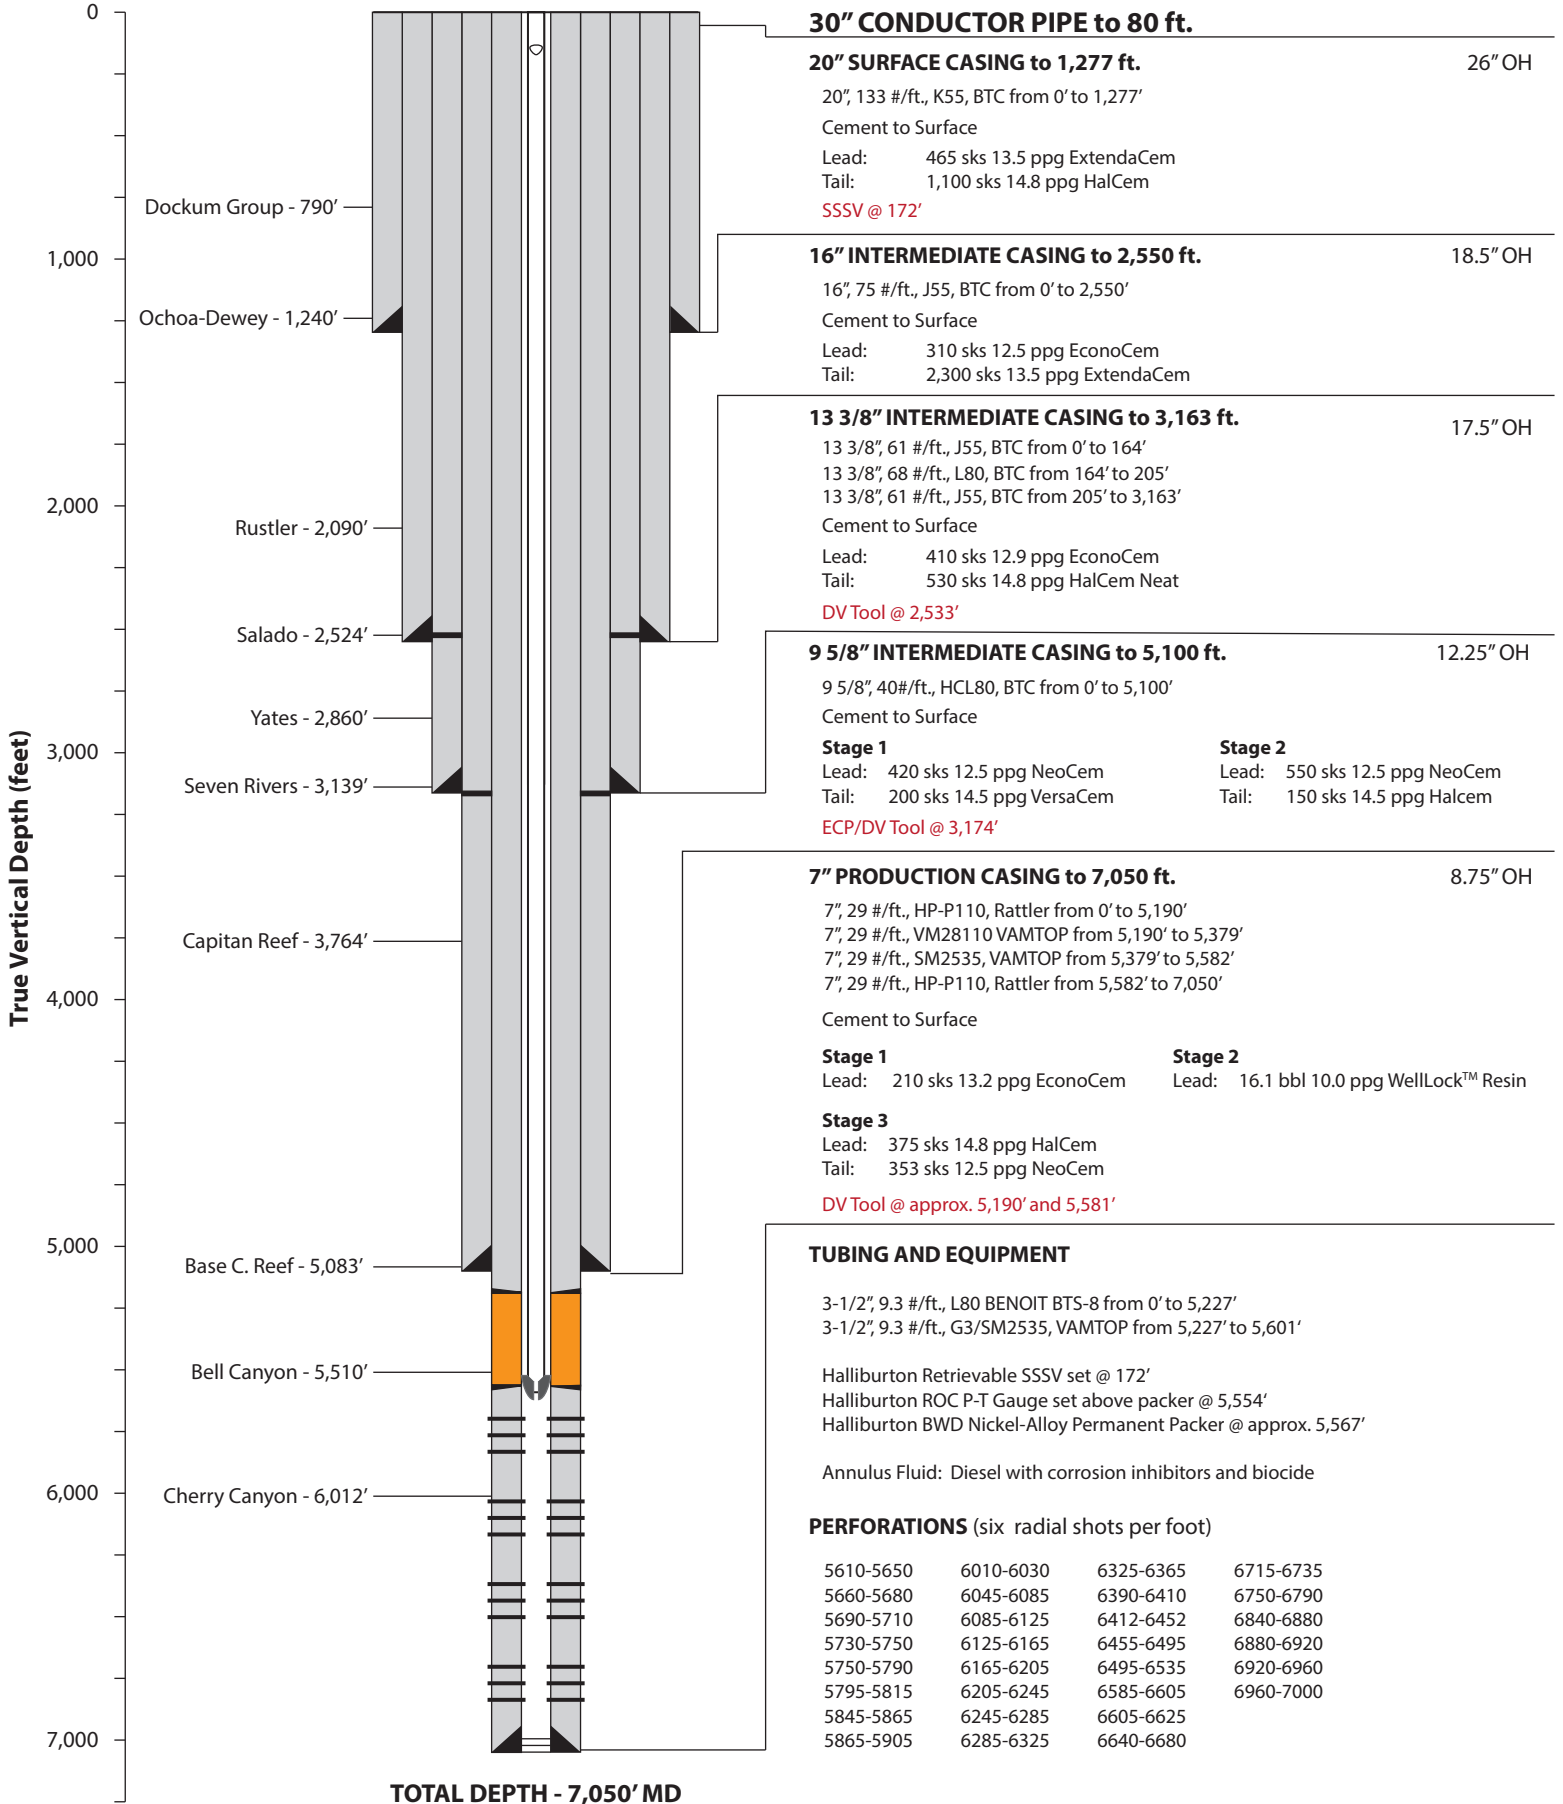 True Vertical Depth (feet)
0
1,000
2,000
3,000
4,000
5,000
6,000
7,000
Dockum Group - 790’
Ochoa-Dewey - 1,240’
Rustler - 2,090’
Salado - 2,524’
Yates - 2,860’
Seven Rivers - 3,139’
Capitan Reef - 3,764’
Base C. Reef - 5,083’
Bell Canyon - 5,510’
Cherry Canyon - 6,012’
TOTAL DEPTH - 7,050’ MD
30” CONDUCTOR PIPE to 80 ft.
20” SURFACE CASING to 1,277 ft. 26” OH
20”, 133 #/ft., K55, BTC from 0’ to 1,277’
Cement to Surface
Lead: 465 sks 13.5 ppg ExtendaCem
Tail: 1,100 sks 14.8 ppg HalCem
SSSV @ 172’
16” INTERMEDIATE CASING to 2,550 ft. 18.5” OH
16”, 75 #/ft., J55, BTC from 0’ to 2,550’
Cement to Surface
Lead: 310 sks 12.5 ppg EconoCem
Tail: 2,300 sks 13.5 ppg ExtendaCem
13 3/8” INTERMEDIATE CASING to 3,163 ft. 17.5” OH
13 3/8”, 61 #/ft., J55, BTC from 0’ to 164’
13 3/8”, 68 #/ft., L80, BTC from 164’ to 205’
13 3/8”, 61 #/ft., J55, BTC from 205’ to 3,163’
Cement to Surface
Lead: 410 sks 12.9 ppg EconoCem
Tail: 530 sks 14.8 ppg HalCem Neat
DV Tool @ 2,533’
9 5/8” INTERMEDIATE CASING to 5,100 ft. 12.25” OH
9 5/8”, 40#/ft., HCL80, BTC from 0’ to 5,100’
Cement to Surface
Stage 1 Stage 2
Lead: 420 sks 12.5 ppg NeoCem Lead: 550 sks 12.5 ppg NeoCem
Tail: 200 sks 14.5 ppg VersaCem Tail: 150 sks 14.5 ppg Halcem
ECP/DV Tool @ 3,174’
7” PRODUCTION CASING to 7,050 ft. 8.75” OH
7”, 29 #/ft., HP-P110, Rattler from 0’ to 5,190’
7”, 29 #/ft., VM28110 VAMTOP from 5,190‘ to 5,379’
7”, 29 #/ft., SM2535, VAMTOP from 5,379’ to 5,582’
7”, 29 #/ft., HP-P110, Rattler from 5,582’ to 7,050’
Cement to Surface
Stage 1 Stage 2
Lead: 210 sks 13.2 ppg EconoCem Lead: 16.1 bbl 10.0 ppg WellLock™ Resin
Stage 3
Lead: 375 sks 14.8 ppg HalCem
Tail: 353 sks 12.5 ppg NeoCem
DV Tool @ approx. 5,190’ and 5,581’
TUBING AND EQUIPMENT
3-1/2”, 9.3 #/ft., L80 BENOIT BTS-8 from 0’ to 5,227’
3-1/2”, 9.3 #/ft., G3/SM2535, VAMTOP from 5,227’ to 5,601‘
Halliburton Retrievable SSSV set @ 172’
Halliburton ROC P-T Gauge set above packer @ 5,554‘
Halliburton BWD Nickel-Alloy Permanent Packer @ approx. 5,567’
Annulus Fluid: Diesel with corrosion inhibitors and biocide
PERFORATIONS (six radial shots per foot)
5610-5650 6010-6030 6325-6365 6715-6735
5660-5680 6045-6085 6390-6410 6750-6790
5690-5710 6085-6125 6412-6452 6840-6880
5730-5750 6125-6165 6455-6495 6880-6920
5750-5790 6165-6205 6495-6535 6920-6960
5795-5815 6205-6245 6585-6605 6960-7000
5845-5865 6245-6285 6605-6625
5865-5905 6285-6325 6640-6680